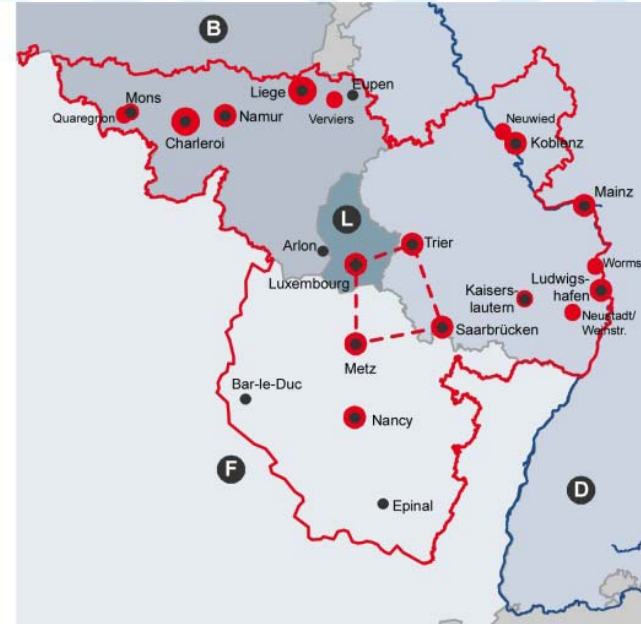 B
Liege
Eupen
Mons
Quaregnon
Namur
Verviers
Charleroi
Neuwied
Koblenz
Mainz
L
Arlon
Trier
Luxembourg
Worms
Ludwigs-
hafen
Kaisers-
lautern
Neustadt/
Weinstr.
Saarbrücken
Metz
Bar-le-Duc
Nancy
F
D
Epinal